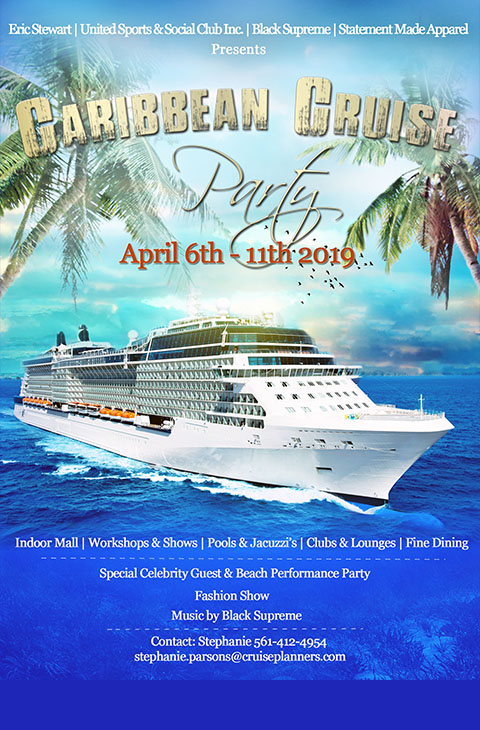 Eric Stewart | United Sports & Social Club Inc. | Black Supreme | Statement Made Apparel
Presents
Caribbean Cruise
Party
April 6th - 11th 2019
Indoor Mall | Workshops & Shows | Pools & Jacuzzi's | Clubs & Lounges | Fine Dining
Special Celebrity Guest & Beach Performance Party
Fashion Show
Music by Black Supreme
Contact: Stephanie 561-412-4954
stephanie.parsons@cruiseplanners.com